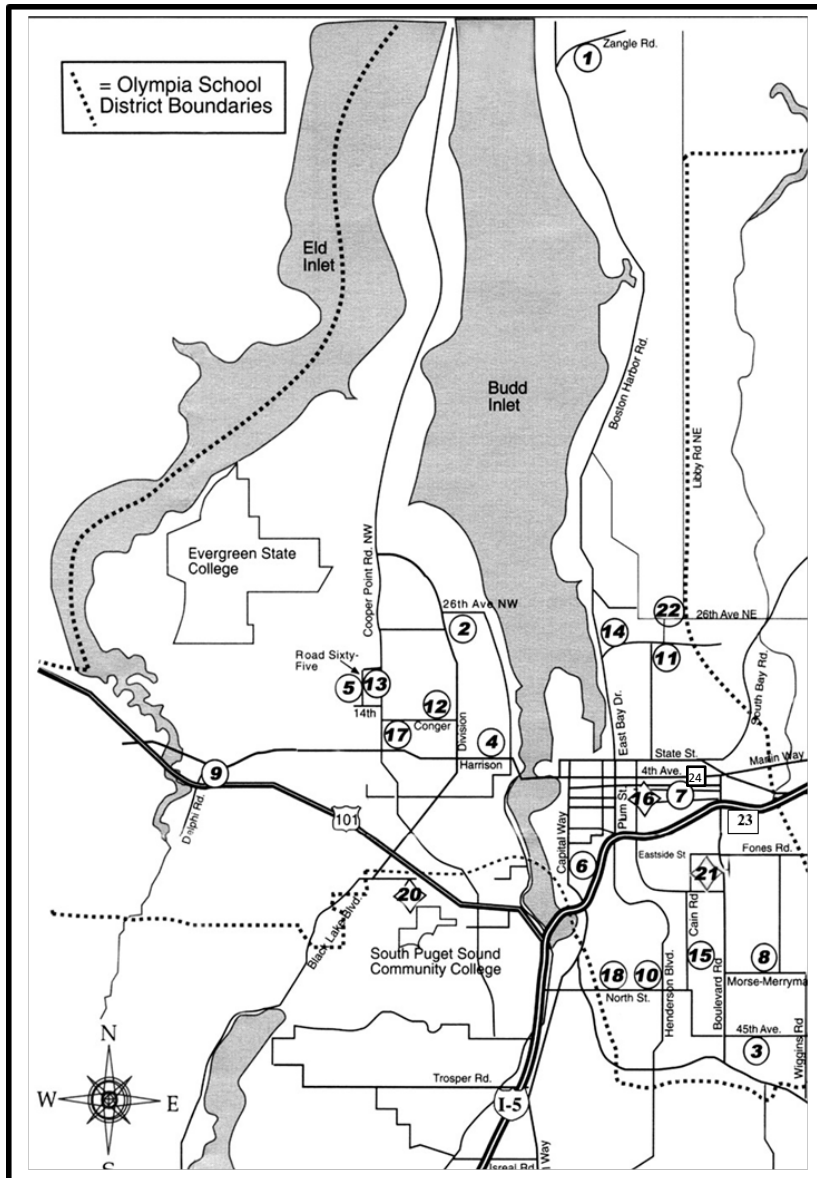 = Olympia School
District Boundaries
1
Zangle Rd.
Eld
Inlet
Budd
Inlet
Boston Harbor Rd.
Libby Rd NE
Evergreen State
College
Cooper Point Rd. NW
26th Ave NW
2
22
26th Ave NE
14
11
Road Sixty-
Five
5
13
14th
12
Conger
Division
17
4
Harrison
East Bay Dr.
South Bay Rd.
State St.
Martin Way
4th Ave.
24
9
Delphi Rd.
101
16
7
Plum St.
23
Capital Way
Eastside St
Fones Rd.
6
21
20
Black Lake Blvd.
South Puget Sound
Community College
Cain Rd
15
8
18
10
North St.
Henderson Blvd.
Boulevard Rd
Morse-Merryma
45th Ave.
3
Wiggins Rd
N
W
E
S
Trosper Rd.
I-5
Isreal Rd
Way